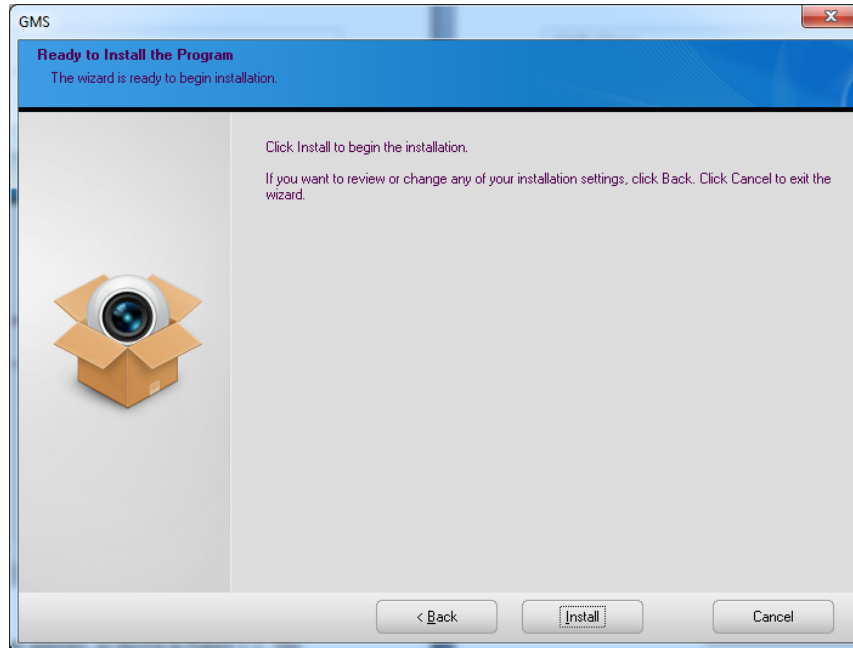 GMS
Ready to Install the Program
The wizard is ready to begin installation.
Click Install to begin the installation.
If you want to review or change any of your installation settings, click Back. Click Cancel to exit the
wizard.
< Back
Install
Cancel